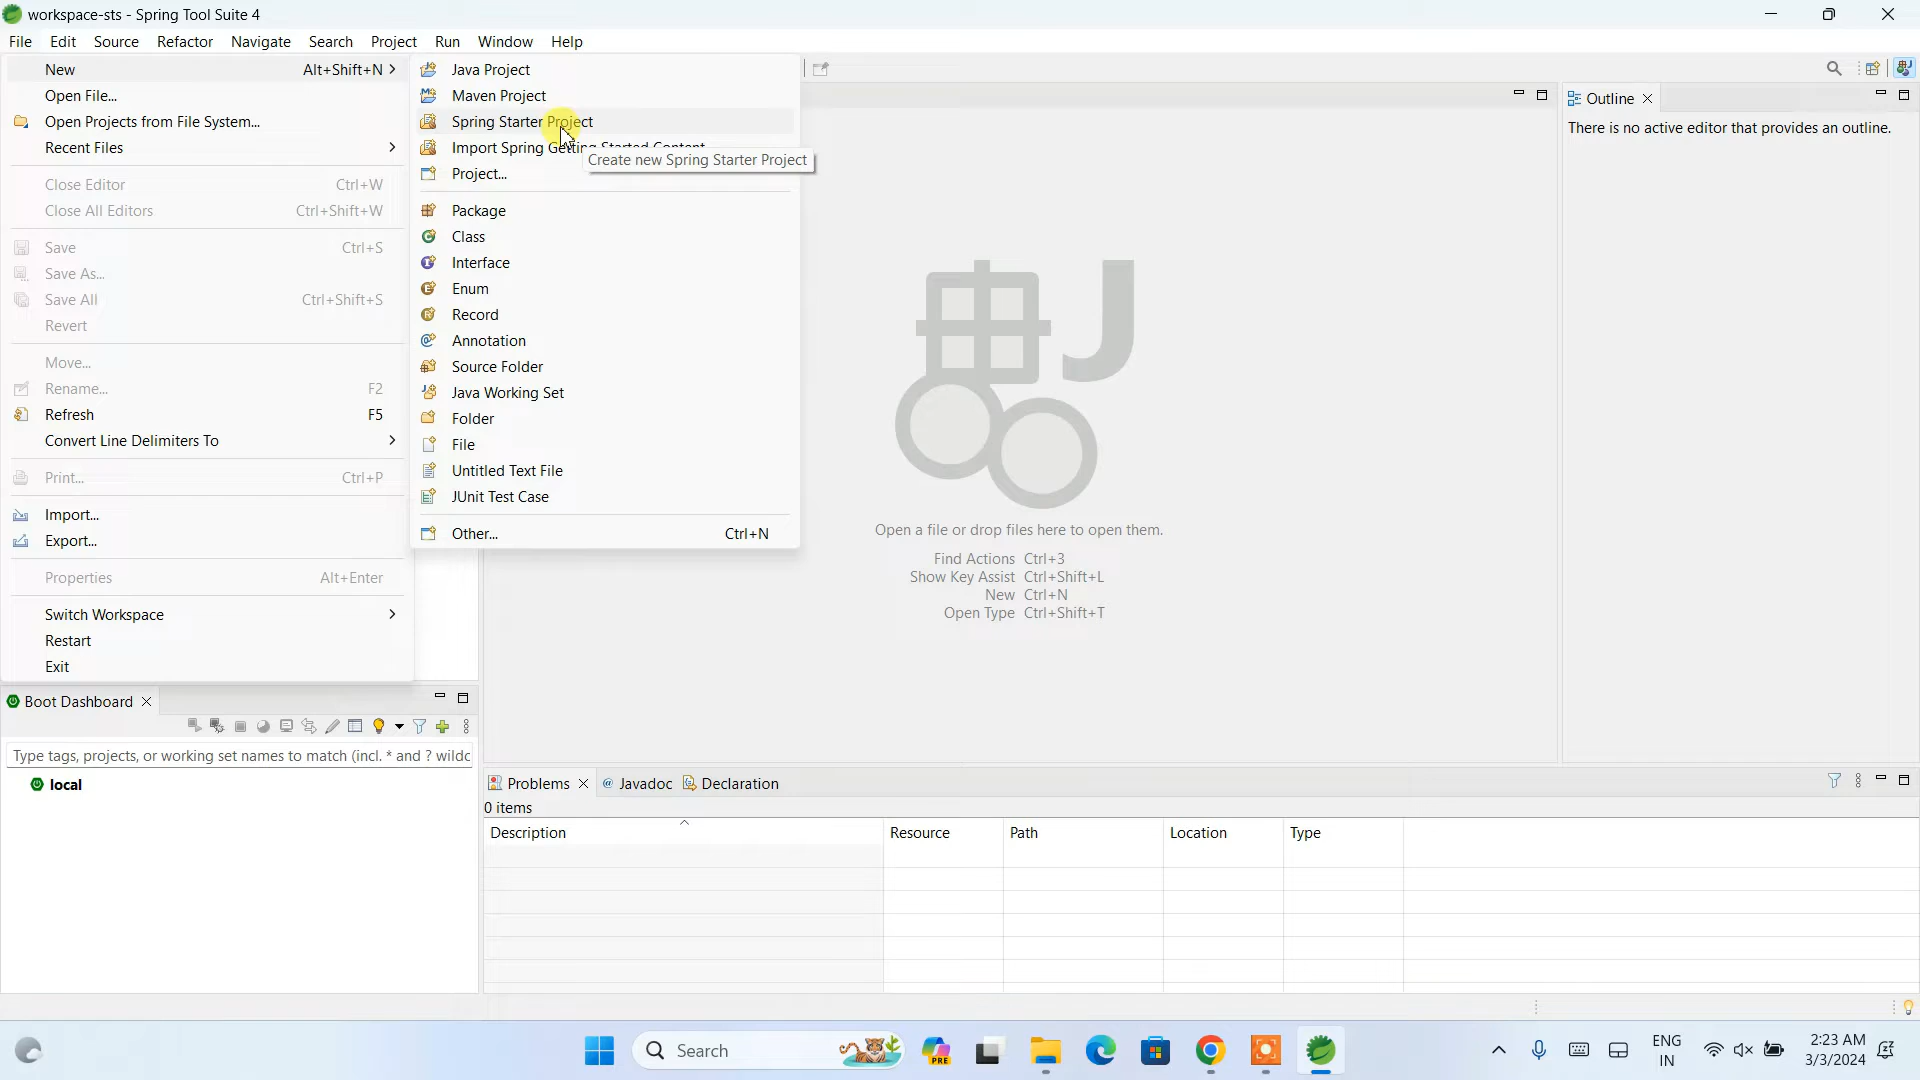 workspace-sts - Spring Tool Suite 4
File Edit Source Refactor Navigate Search Project Run Window Help
New Alt+Shift+N
Open File...
Open Projects from File System...
Recent Files
Close Editor Ctrl+W
Close All Editors Ctrl+Shift+W
Save Ctrl+S
Save As...
Save All Ctrl+Shift+S
Revert
Move...
Rename... F2
Refresh F5
Convert Line Delimiters To
Print... Ctrl+P
Import...
Export...
Properties Alt+Enter
Switch Workspace
Restart
Exit
Java Project
Maven Project
Spring Starter Project
Import Spring Getting Started Content
Create new Spring Starter Project
Project...
Package
Class
Interface
Enum
Record
Annotation
Source Folder
Java Working Set
Folder
File
Untitled Text File
JUnit Test Case
Other... Ctrl+N
Open a file or drop files here to open them.
Find Actions Ctrl+3
Show Key Assist Ctrl+Shift+L
New Ctrl+N
Open Type Ctrl+Shift+T
Outline
There is no active editor that provides an outline.
Boot Dashboard
Type tags, projects, or working set names to match (incl. * and ? wildc
local
Problems Javadoc Declaration
0 items
Description Resource Path Location Type
Search
PRE
ENG
IN
2:23 AM
3/3/2024